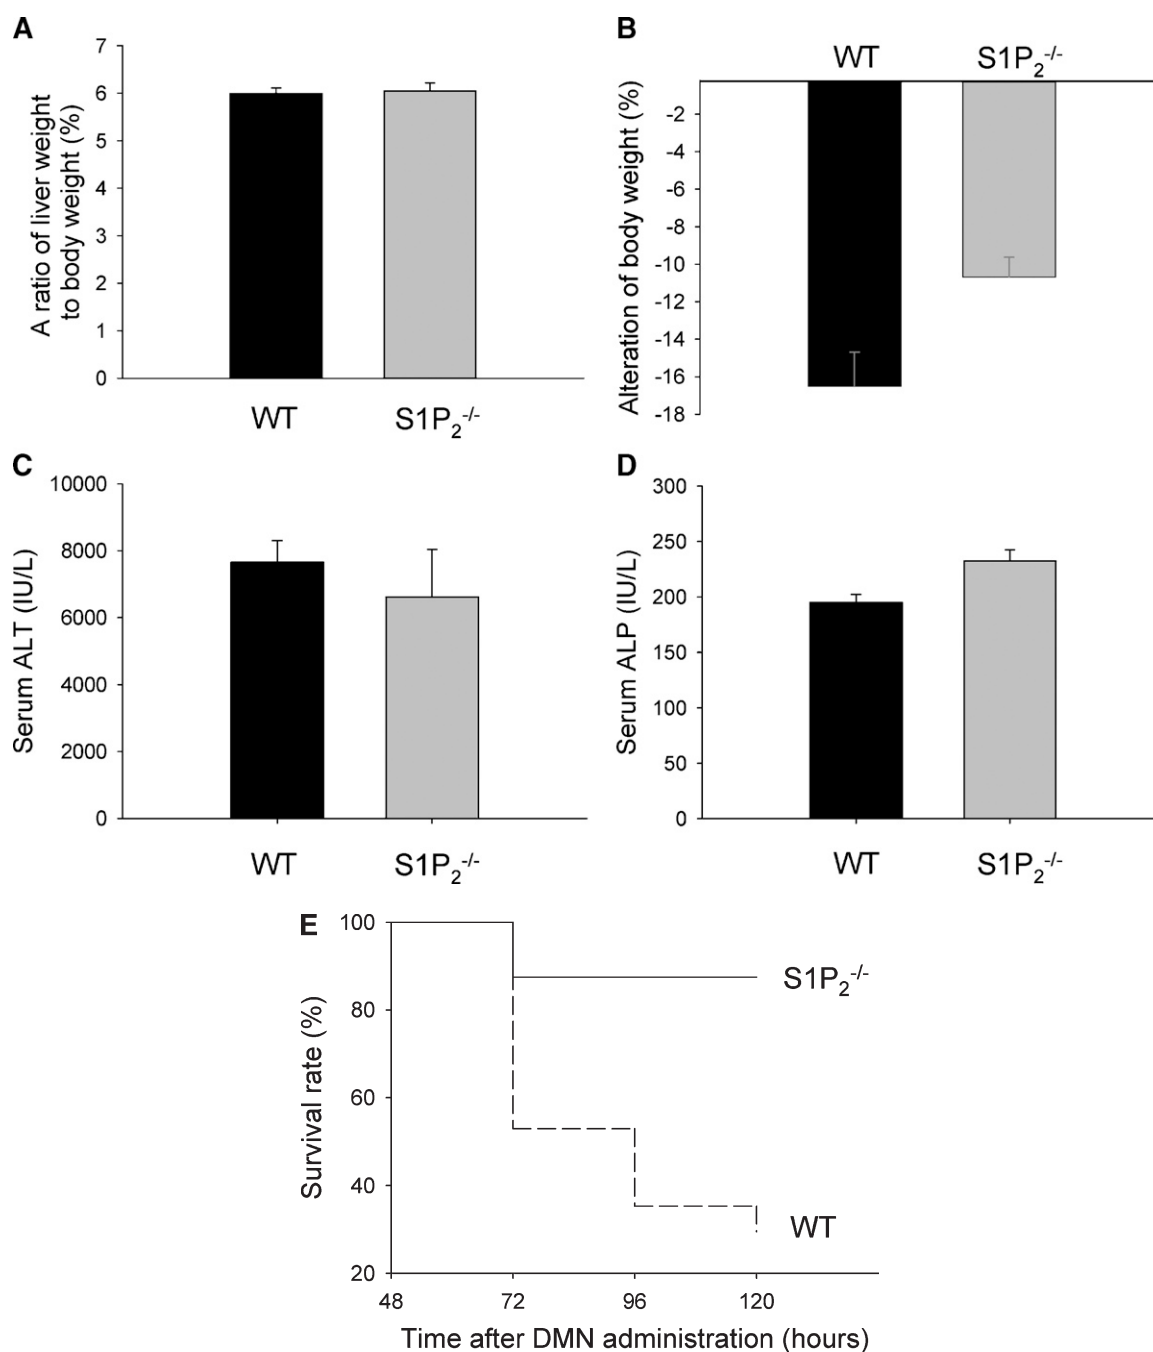 A
7
6
5
4
3
2
1
0
A ratio of liver weight
to body weight (%)
WT
S1P2-/-
B
WT
S1P2-/-
-2
-4
-6
-8
-10
-12
-14
-16
-18
Alteration of body weight (%)
C
10000
8000
6000
4000
2000
0
Serum ALT (IU/L)
WT
S1P2-/-
D
300
250
200
150
100
50
0
Serum ALP (IU/L)
WT
S1P2-/-
E
100
80
60
40
20
Survival rate (%)
S1P2-/-
WT
48 72 96 120
Time after DMN administration (hours)